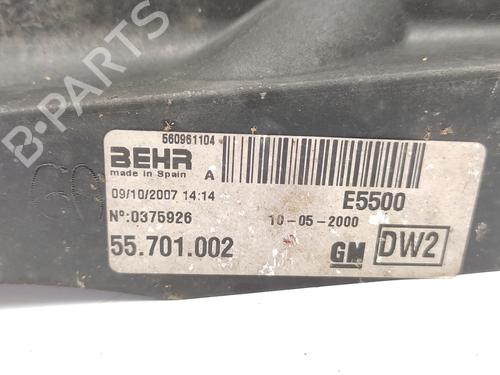 B-PARTS
560961104
BEHR
made in Spain A
09/10/2007 14:14 E5500
Nº:0375926 10-05-2000
55.701.002 GM DW2